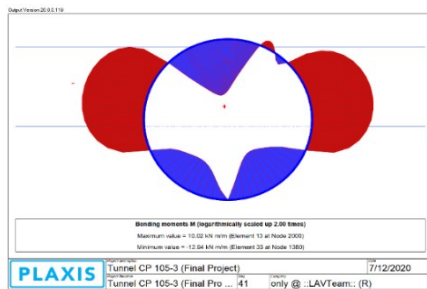 Output Version 20.0.0.119
Bending moments M (logarithmically scaled up 2.00 times)
Maximum value = 10.02 kN m/m (Element 13 at Node 2009)
Minimum value = -12.94 kN m/m (Element 33 at Node 1380)
PLAXIS
Tunnel CP 105-3 (Final Project)
7/12/2020
Tunnel CP 105-3 (Final Pro ...
41
only @ ::LAVTeam:: (R)